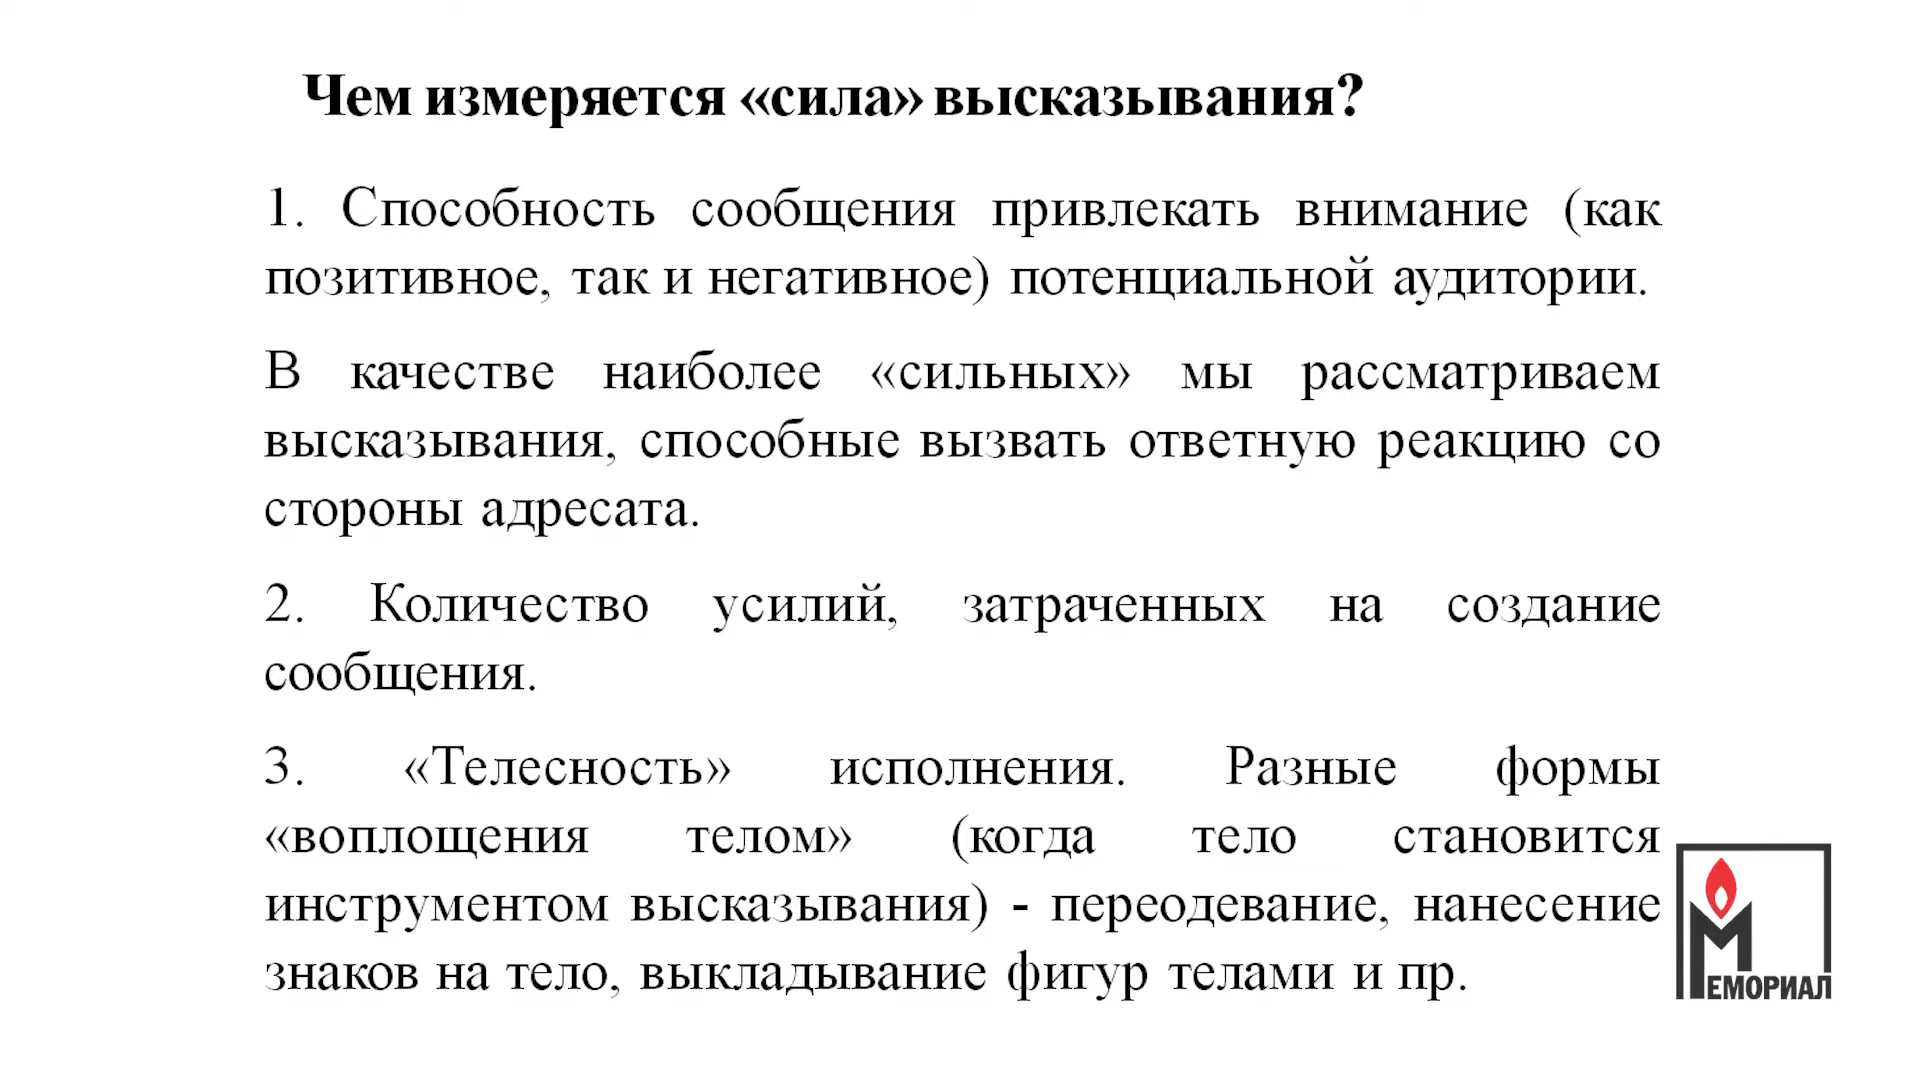 Чем измеряется «сила» высказывания?
1. Способность сообщения привлекать внимание (как
позитивное, так и негативное) потенциальной аудитории.
В качестве наиболее «сильных» мы рассматриваем
высказывания, способные вызвать ответную реакцию со
стороны адресата.
2. Количество усилий, затраченных на создание
сообщения.
3. «Телесность» исполнения. Разные формы
«воплощения телом» (когда тело становится
инструментом высказывания) - переодевание, нанесение
знаков на тело, выкладывание фигур телами и пр.
МЕМОРИАЛ